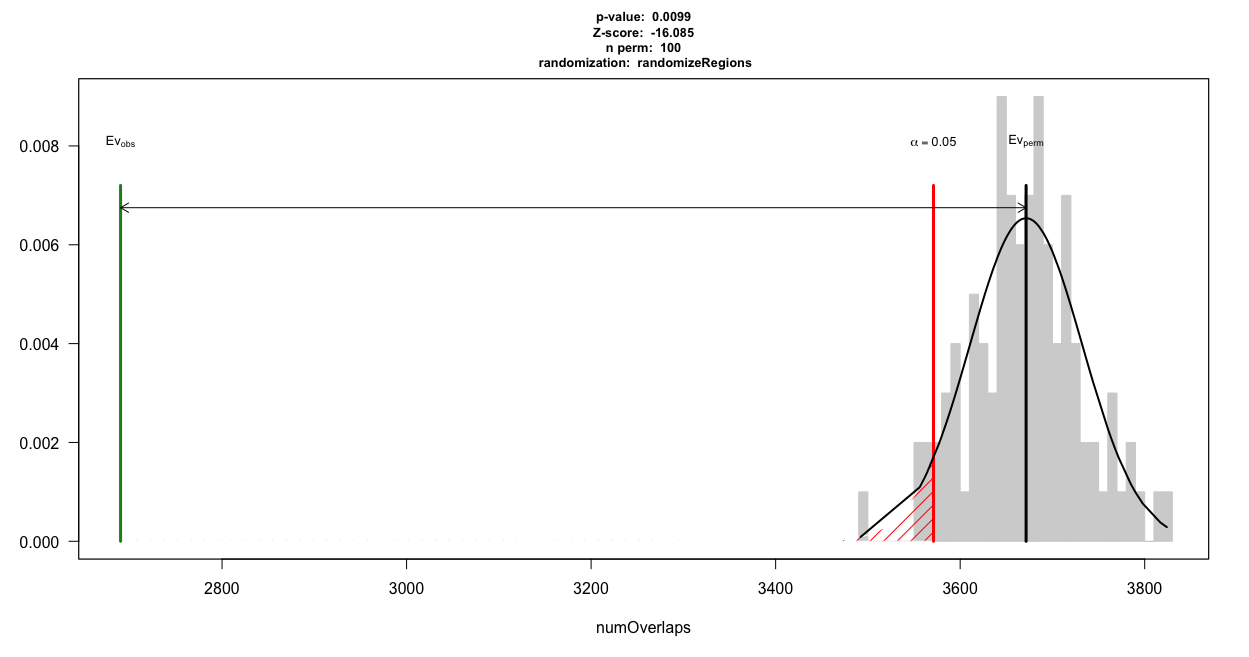 p-value: 0.0099
Z-score: -16.085
n perm: 100
randomization: randomizeRegions
Ev_obs
α = 0.05
Ev_perm
0.008
0.006
0.004
0.002
0.000
2800 3000 3200 3400 3600 3800
numOverlaps